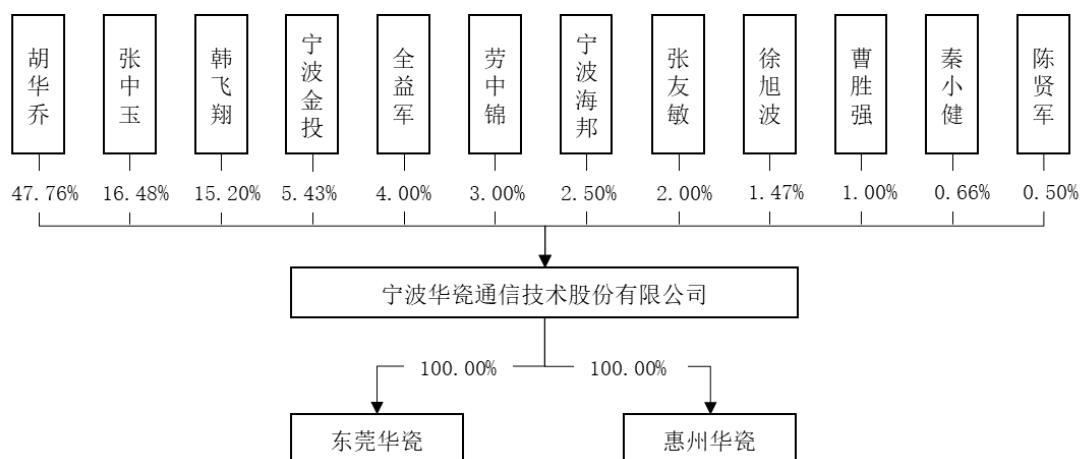 胡华乔
张中玉
韩飞翔
宁波金投
全益军
劳中锦
宁波海邦
张友敏
徐旭波
曹胜强
秦小健
陈贤军
47.76% 16.48% 15.20% 5.43% 4.00% 3.00% 2.50% 2.00% 1.47% 1.00% 0.66% 0.50%
宁波华瓷通信技术股份有限公司
100.00% 100.00%
东莞华瓷 惠州华瓷